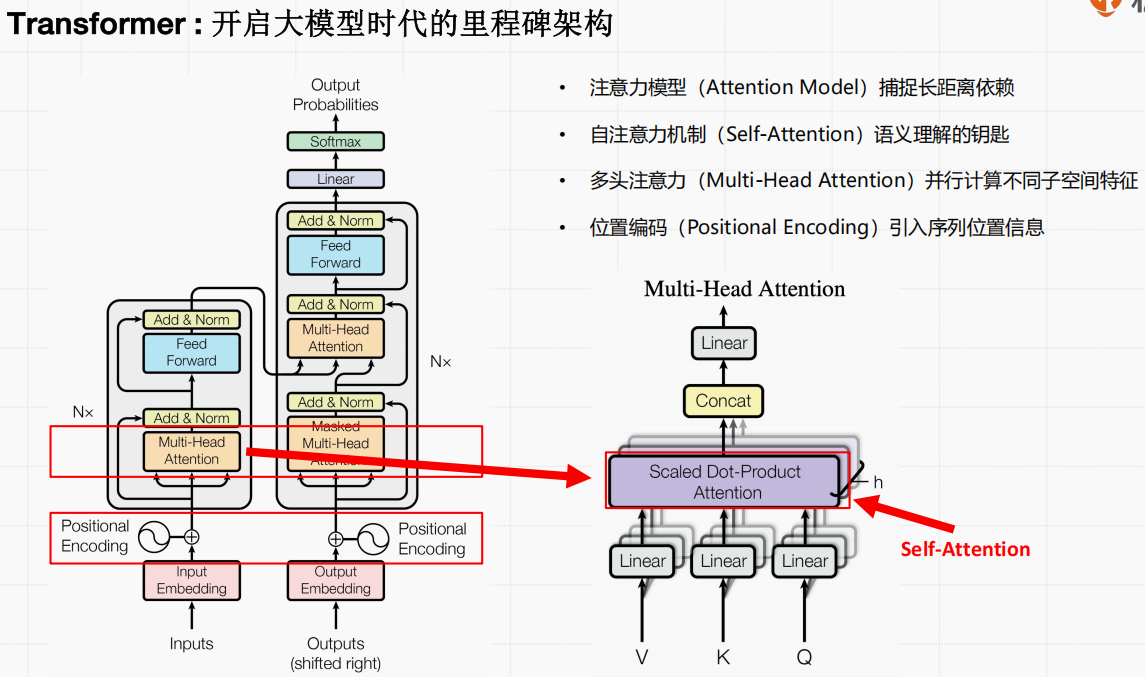 Transformer : 开启大模型时代的里程碑架构
• 注意力模型（Attention Model）捕捉长距离依赖
• 自注意力机制（Self-Attention）语义理解的钥匙
• 多头注意力（Multi-Head Attention）并行计算不同子空间特征
• 位置编码（Positional Encoding）引入序列位置信息
Output
Probabilities
Softmax
Linear
Add & Norm
Feed
Forward
Add & Norm
Multi-Head
Attention
N×
Add & Norm
Masked
Multi-Head
Attention
Add & Norm
Feed
Forward
N×
Add & Norm
Multi-Head
Attention
Positional
Encoding
Positional
Encoding
Input
Embedding
Output
Embedding
Inputs
Outputs
(shifted right)
Multi-Head Attention
Linear
Concat
Scaled Dot-Product
Attention
h
Self-Attention
Linear
Linear
Linear
V
K
Q